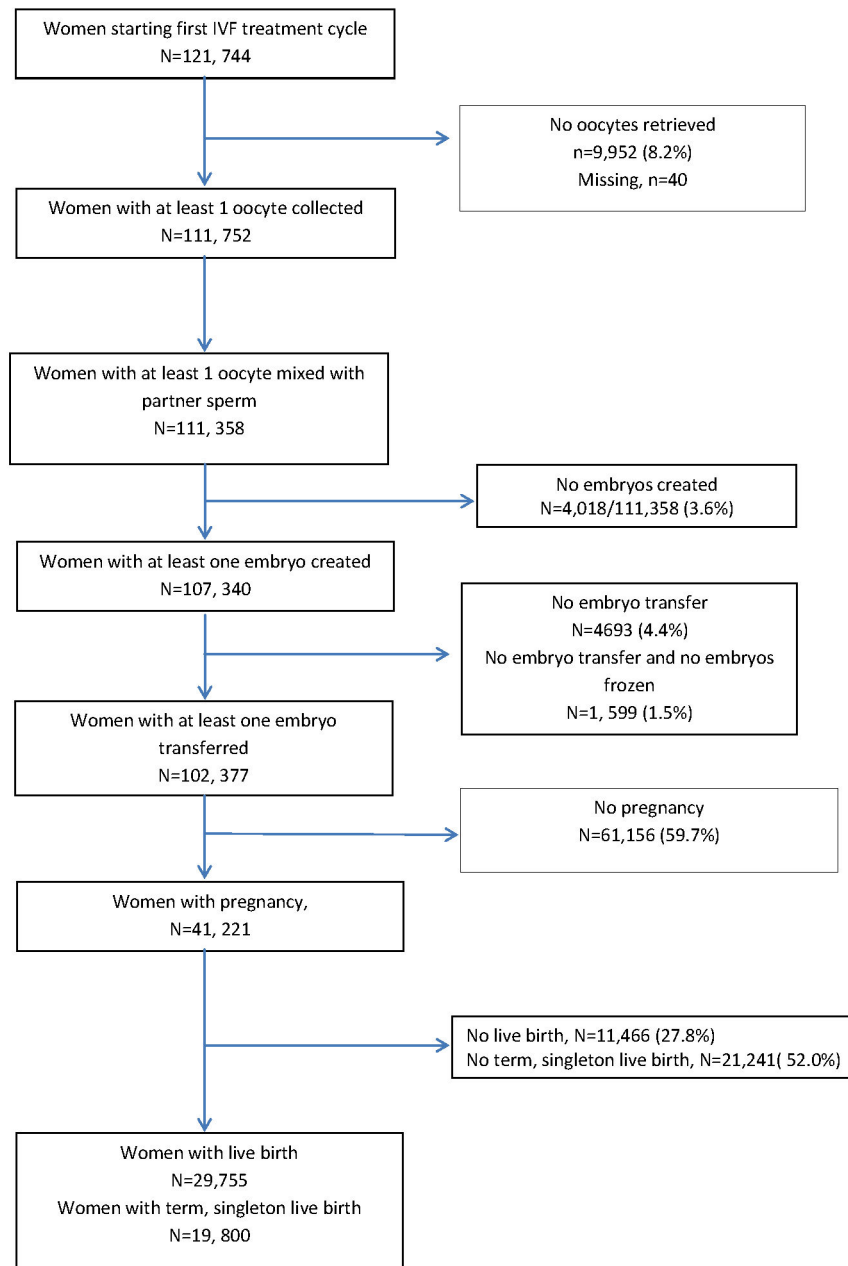 Women starting first IVF treatment cycle
N=121, 744
No oocytes retrieved
n=9,952 (8.2%)
Missing, n=40
Women with at least 1 oocyte collected
N=111, 752
Women with at least 1 oocyte mixed with
partner sperm
N=111, 358
No embryos created
N=4,018/111,358 (3.6%)
Women with at least one embryo created
N=107, 340
No embryo transfer
N=4693 (4.4%)
No embryo transfer and no embryos
frozen
N=1, 599 (1.5%)
Women with at least one embryo
transferred
N=102, 377
No pregnancy
N=61,156 (59.7%)
Women with pregnancy,
N=41, 221
No live birth, N=11,466 (27.8%)
No term, singleton live birth, N=21,241( 52.0%)
Women with live birth
N=29,755
Women with term, singleton live birth
N=19, 800